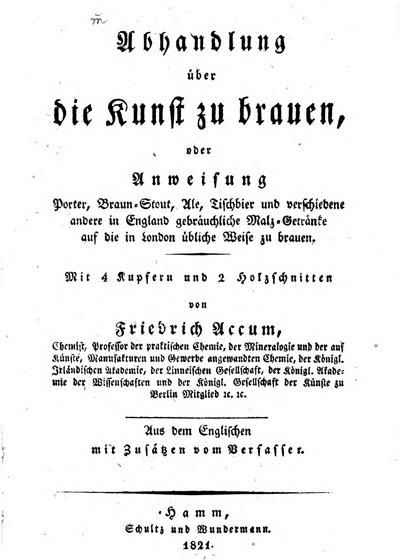 Abhandlung
über
die Kunst zu brauen,
oder
Anweisung
Porter, Braun-Stout, Ale, Tischbier und verschiedene
andere in England gebräuchliche Malz-Getränke
auf die in London übliche Weise zu brauen.
Mit 4 Kupfern und 2 Holzschnitten
von
Friedrich Accum,
Chemist, Professor der praktischen Chemie, der Mineralogie und der auf
Künste, Manufakturen und Gewerbe angewandten Chemie, der Königl.
Irländischen Akademie, der Linneischen Gesellschaft, der Königl. Akade-
mie der Wissenschaften und der Königl. Gesellschaft der Künste zu
Berlin Mitglied ꝛc. ꝛc.
Aus dem Englischen
mit Zusätzen vom Verfasser.
Hamm,
Schultz und Wundermann.
1821.